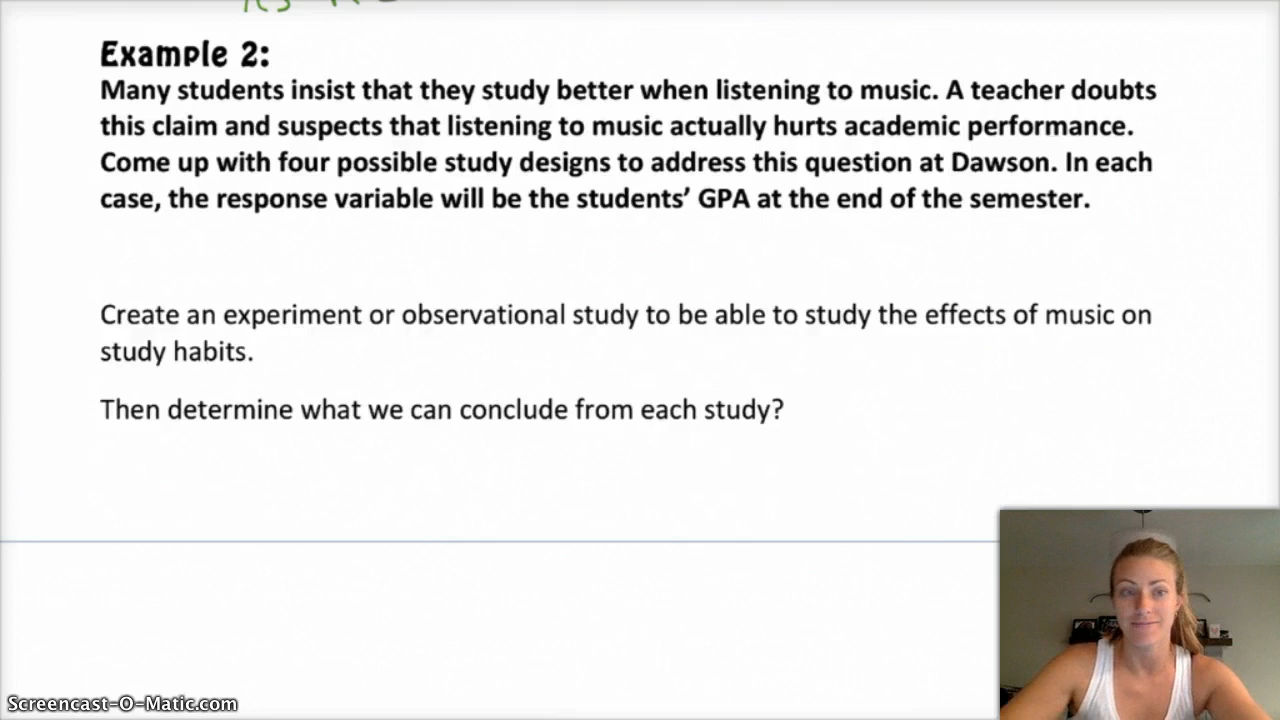 Example 2:
Many students insist that they study better when listening to music. A teacher doubts
this claim and suspects that listening to music actually hurts academic performance.
Come up with four possible study designs to address this question at Dawson. In each
case, the response variable will be the students’ GPA at the end of the semester.
Create an experiment or observational study to be able to study the effects of music on
study habits.
Then determine what we can conclude from each study?
Screencast-O-Matic.com